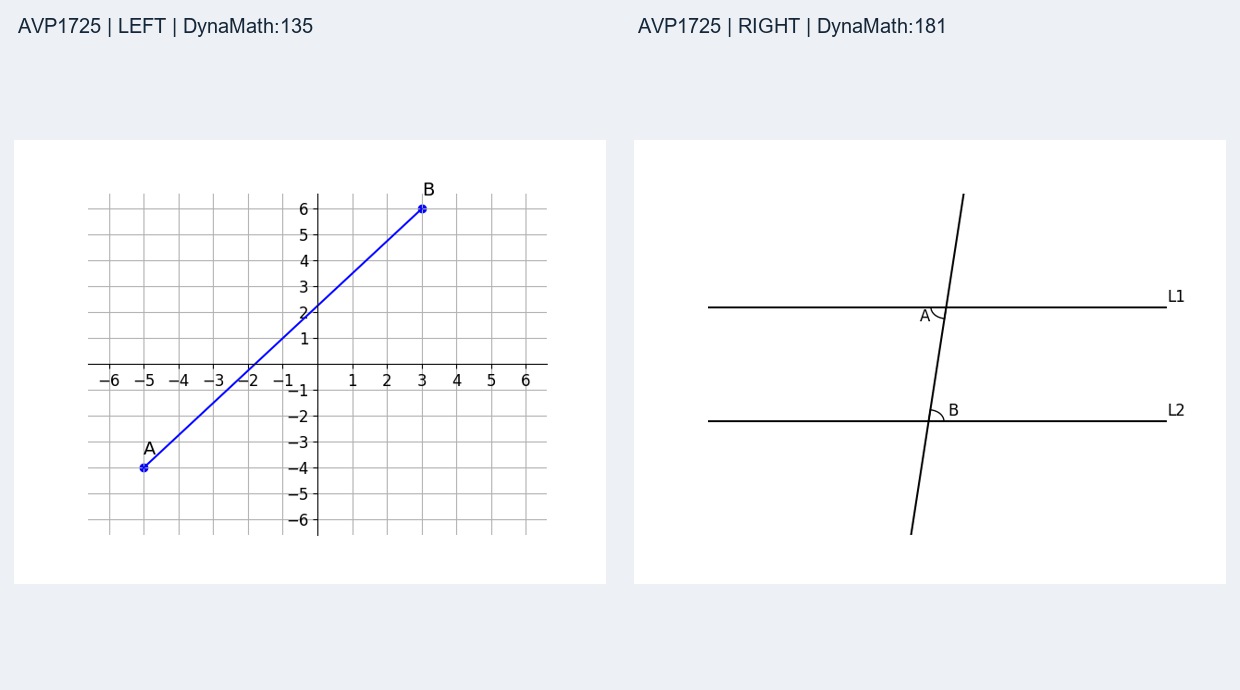 AVP1725 | LEFT | DynaMath:135
AVP1725 | RIGHT | DynaMath:181
B
6
5
4
3
2
1
−6 −5 −4 −3 −2 −1 1 2 3 4 5 6
−1
−2
−3
A
−4
−5
−6
L1
A
B
L2